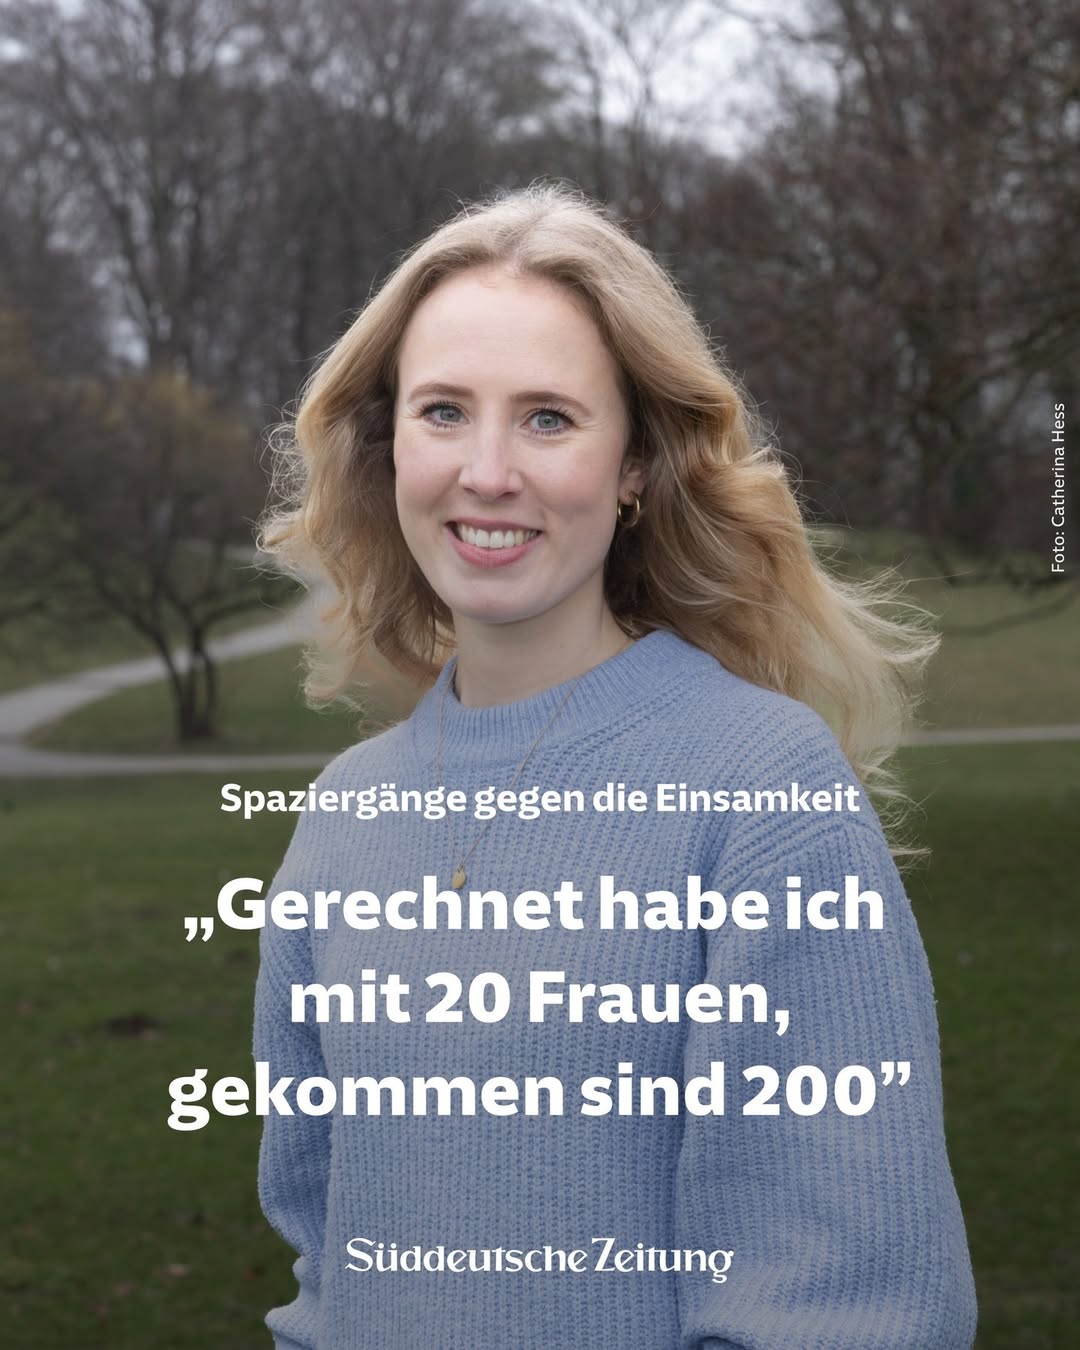 Foto: Catherina Hess
Spaziergänge gegen die Einsamkeit
„Gerechnet habe ich
mit 20 Frauen,
gekommen sind 200”
Süddeutsche Zeitung